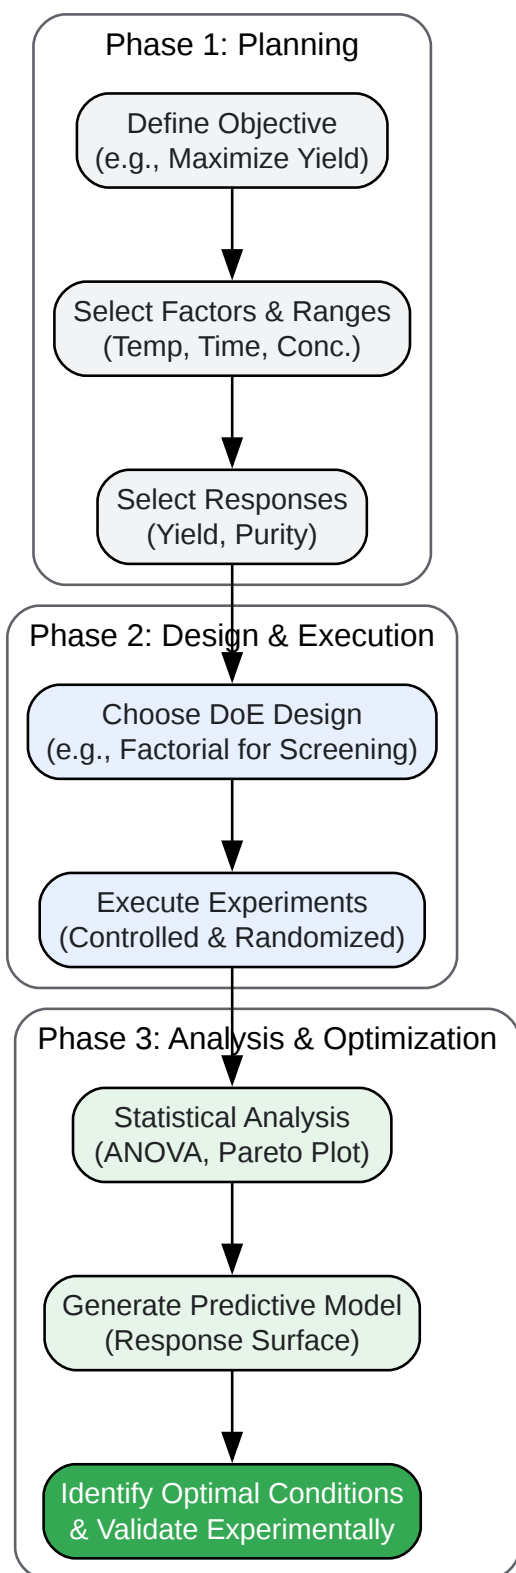 Phase 1: Planning
Define Objective
(e.g., Maximize Yield)
Select Factors & Ranges
(Temp, Time, Conc.)
Select Responses
(Yield, Purity)
Phase 2: Design & Execution
Choose DoE Design
(e.g., Factorial for Screening)
Execute Experiments
(Controlled & Randomized)
Phase 3: Analysis & Optimization
Statistical Analysis
(ANOVA, Pareto Plot)
Generate Predictive Model
(Response Surface)
Identify Optimal Conditions
& Validate Experimentally